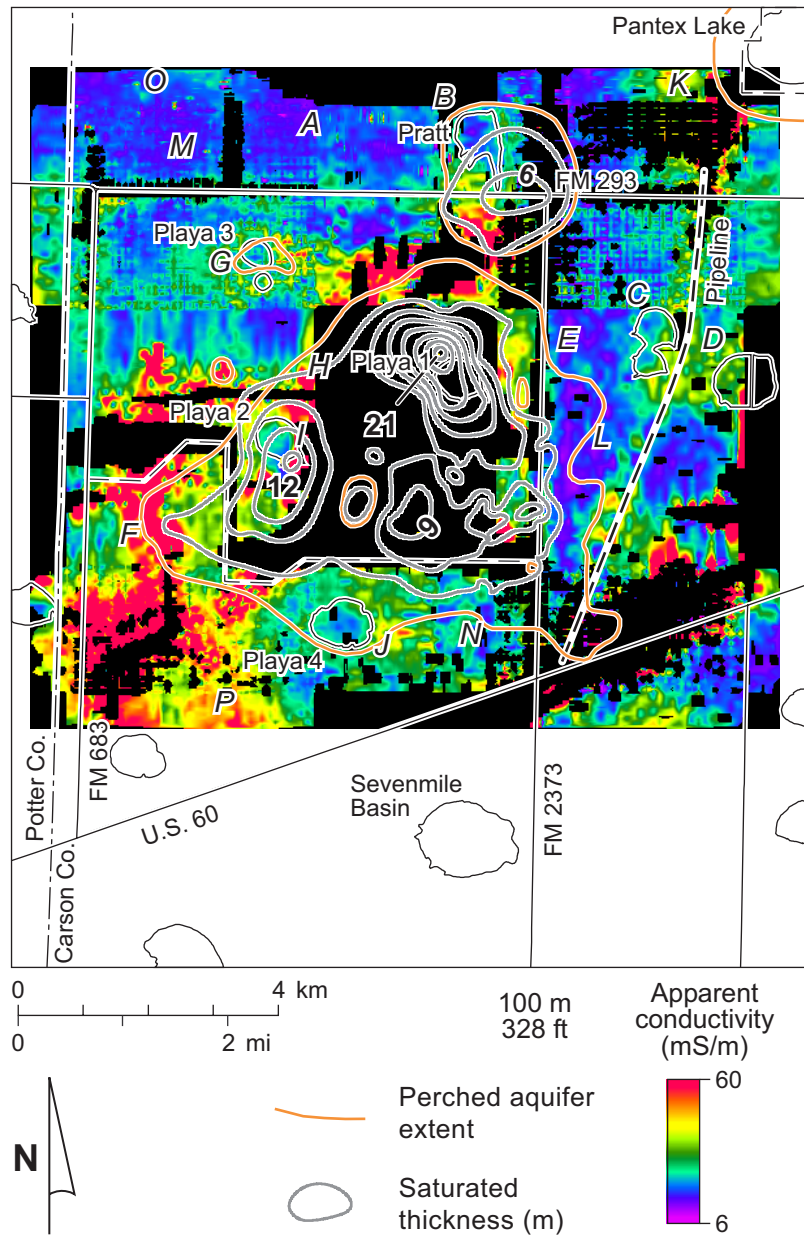 Pantex Lake
O
K
B
A
M
Pratt
6
FM 293
Playa 3
G
Pipeline
C
E
D
H
Playa 1
Playa 2
21
I
L
12
9
F
J
N
Playa 4
P
Potter Co.
Carson Co.
FM 683
U.S. 60
Sevenmile
Basin
FM 2373
0 4 km
0 2 mi
100 m
328 ft
Apparent
conductivity
(mS/m)
60
6
N
Perched aquifer
extent
Saturated
thickness (m)